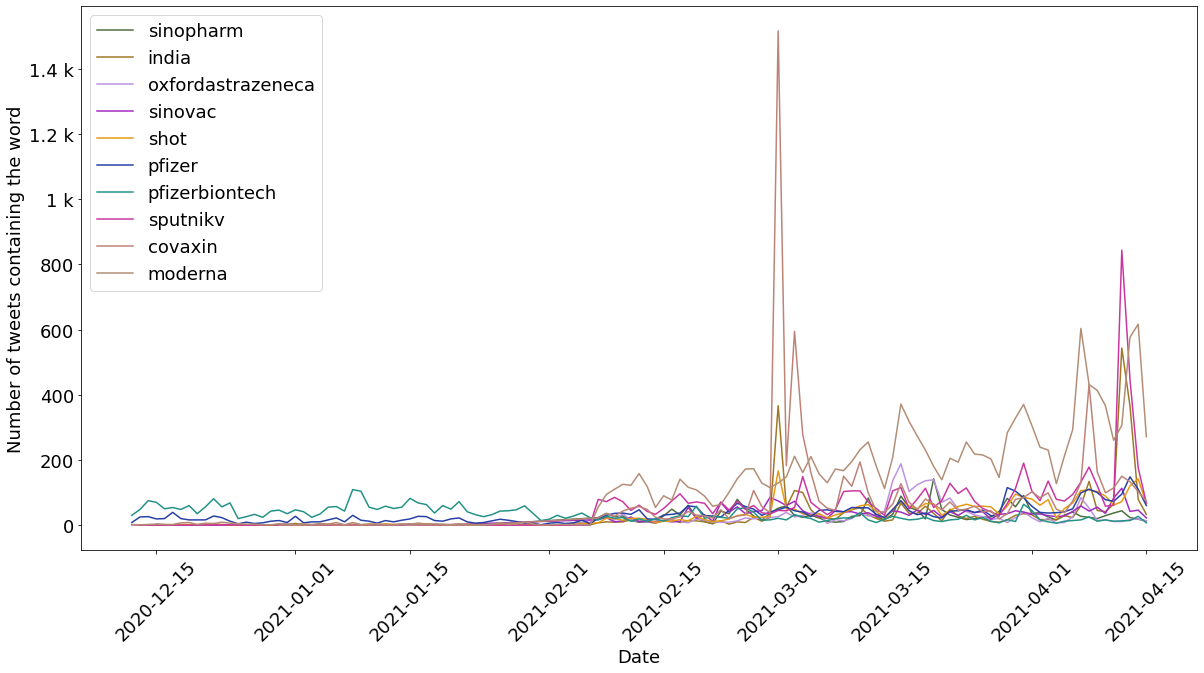 Number of tweets containing the word
1.4 k
1.2 k
1 k
800
600
400
200
0
sinopharm
india
oxfordastrazeneca
sinovac
shot
pfizer
pfizerbiontech
sputnikv
covaxin
moderna
2020-12-15
2021-01-01
2021-01-15
2021-02-01
2021-02-15
2021-03-01
2021-03-15
2021-04-01
2021-04-15
Date